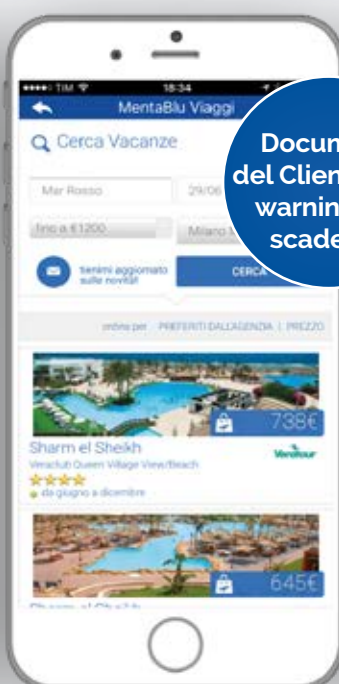 TIM 18:34
MentaBlu Viaggi
Cerca Vacanze
Mar Rosso
29/06
fino a €1200
Milano
tienimi aggiornato
sulle novità!
CERCA
ordina per PREFERITI DALL'AGENZIA | PREZZO
738€
Sharm el Sheikh
Veraclub Queen Village View/Beach
Veratour
da giugno a dicembre
645€
Docum
del Clien
warnin
scade